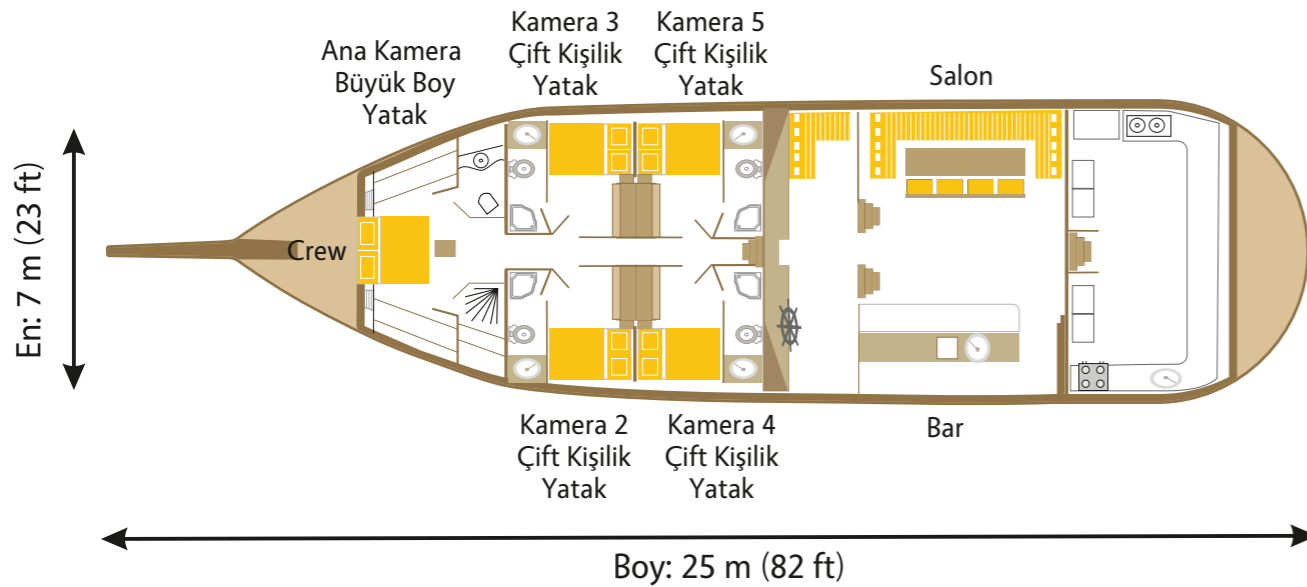 Ana Kamera
Büyük Boy
Yatak
Kamera 3
Çift Kişilik
Yatak
Kamera 5
Çift Kişilik
Yatak
Salon
En: 7 m (23 ft)
Crew
Kamera 2
Çift Kişilik
Yatak
Kamera 4
Çift Kişilik
Yatak
Bar
Boy: 25 m (82 ft)